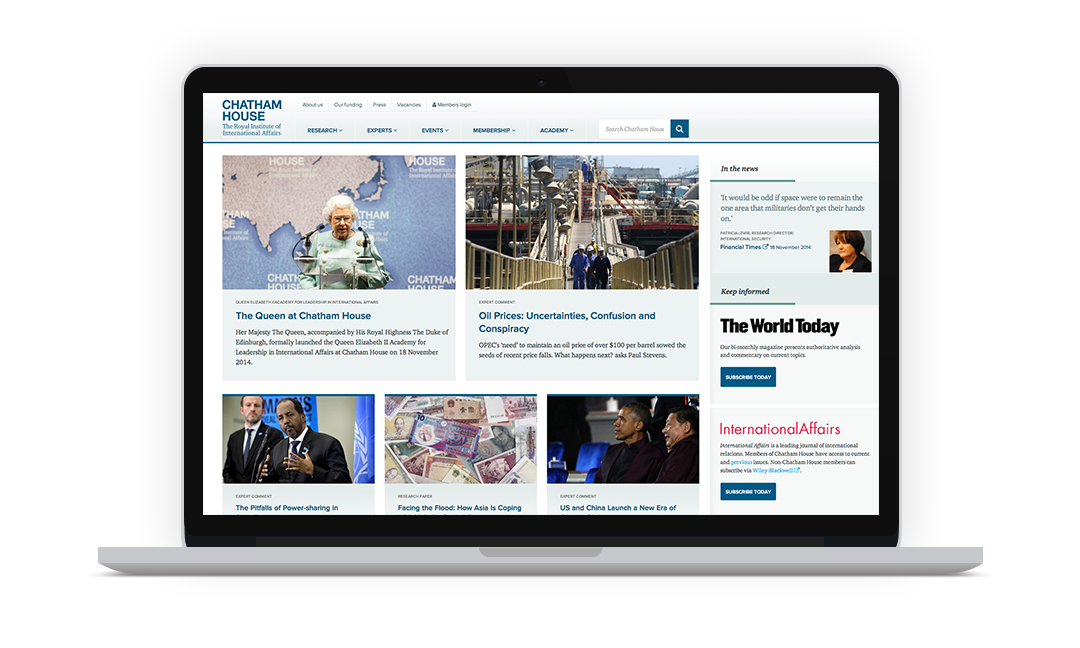 CHATHAM
HOUSE
The Royal Institute of
International Affairs
About us
Our funding
Press
Vacancies
Members login
RESEARCH
EXPERTS
EVENTS
MEMBERSHIP
ACADEMY
Search Chatham House
HOUSE
HOUSE
CHATHAM
CHATHAM
HOUSE
QUEEN ELIZABETH II ACADEMY FOR LEADERSHIP IN INTERNATIONAL AFFAIRS
The Queen at Chatham House
Her Majesty The Queen, accompanied by His Royal Highness The Duke of
Edinburgh, formally launched the Queen Elizabeth II Academy for
Leadership in International Affairs at Chatham House on 18 November
2014.
EXPERT COMMENT
Oil Prices: Uncertainties, Confusion and
Conspiracy
OPEC's 'need' to maintain an oil price of over $100 per barrel sowed the
seeds of recent price falls. What happens next? asks Paul Stevens.
In the news
'It would be odd if space were to remain the
one area that militaries don't get their hands
on.'
PATRICIA LEWIS, RESEARCH DIRECTOR,
INTERNATIONAL SECURITY
Financial Times 18 November 2014
Keep informed
The World Today
Our bi-monthly magazine presents authoritative analysis
and commentary on current topics.
SUBSCRIBE TODAY
InternationalAffairs
International Affairs is a leading journal of international
relations. Members of Chatham House have access to current
and previous issues. Non-Chatham House members can
subscribe via Wiley-Blackwell.
SUBSCRIBE TODAY
EXPERT COMMENT
The Pitfalls of Power-sharing in
RESEARCH PAPER
Facing the Flood: How Asia Is Coping
EXPERT COMMENT
US and China Launch a New Era of